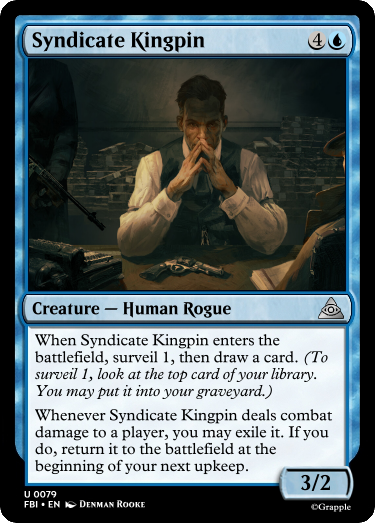 Syndicate Kingpin 4
Creature — Human Rogue
When Syndicate Kingpin enters the
battlefield, surveil 1, then draw a card. (To
surveil 1, look at the top card of your library.
You may put it into your graveyard.)
Whenever Syndicate Kingpin deals combat
damage to a player, you may exile it. If you
do, return it to the battlefield at the
beginning of your next upkeep.
3/2
U 0079
FBI • EN Denman Rooke
©Grapple